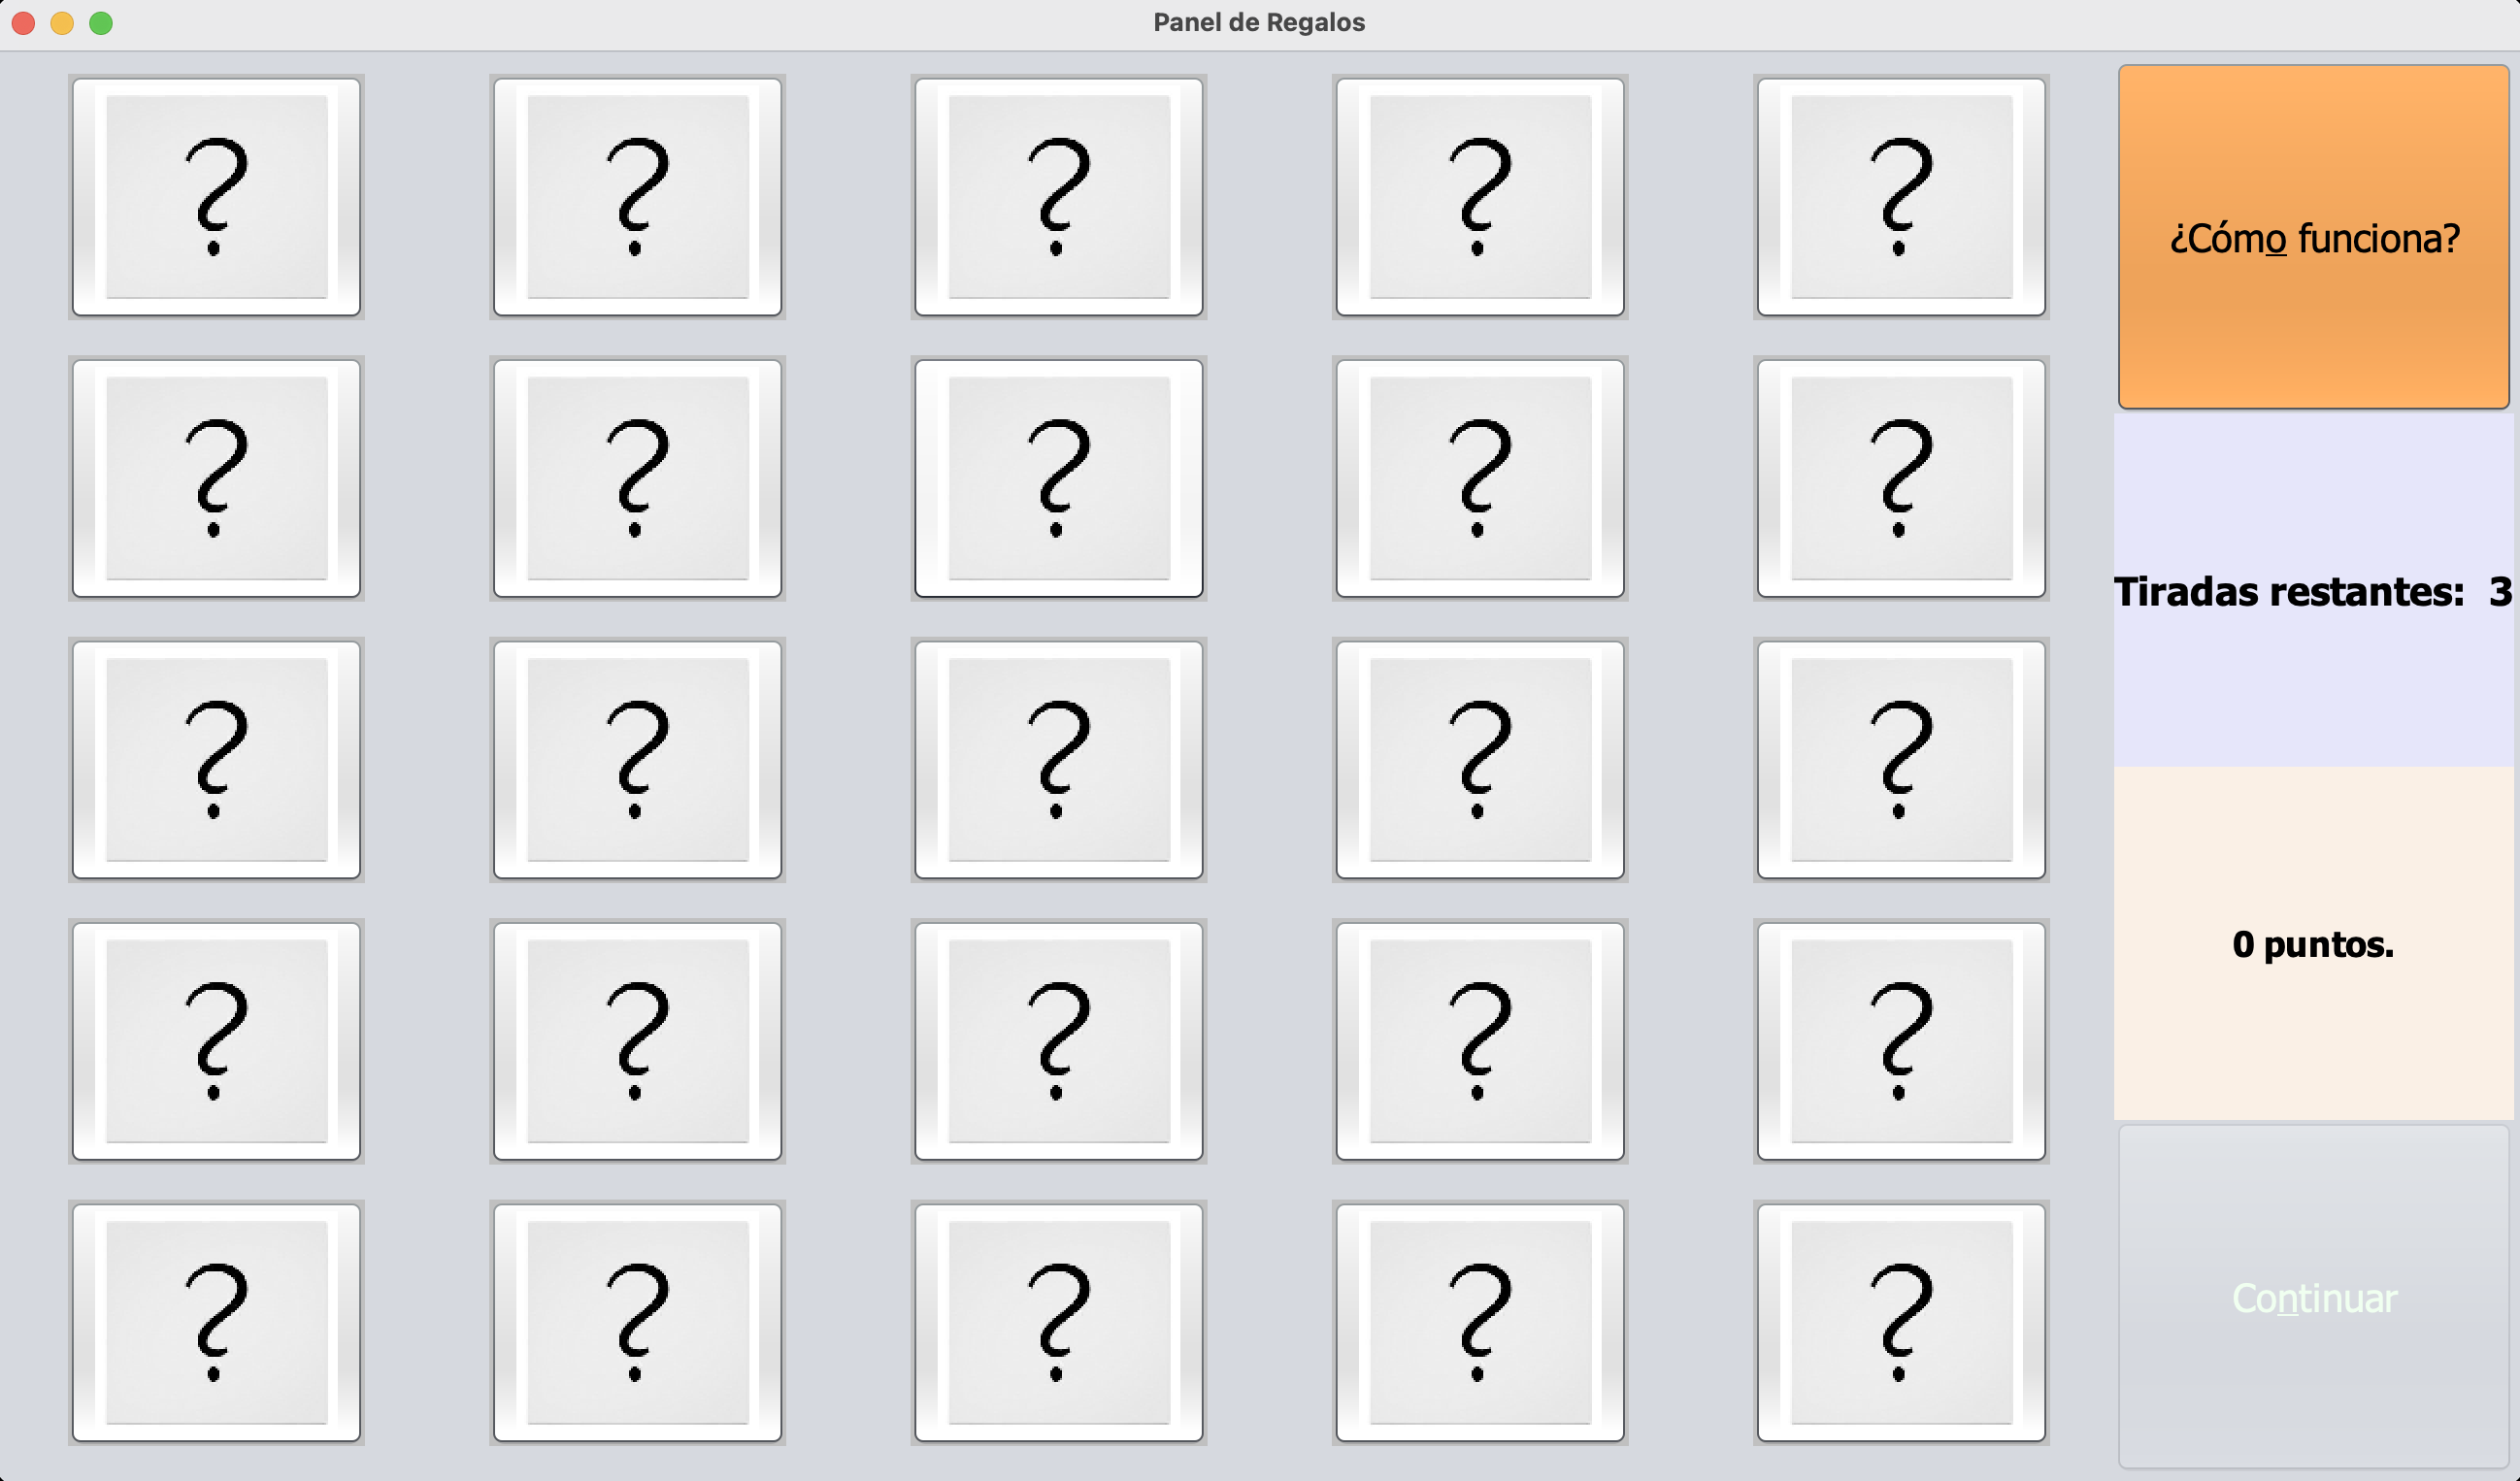 Panel de Regalos
? ? ? ? ?
¿Cómo funciona?
? ? ? ? ?
Tiradas restantes: 3
? ? ? ? ?
0 puntos.
? ? ? ? ?
? ? ? ? ?
Continuar